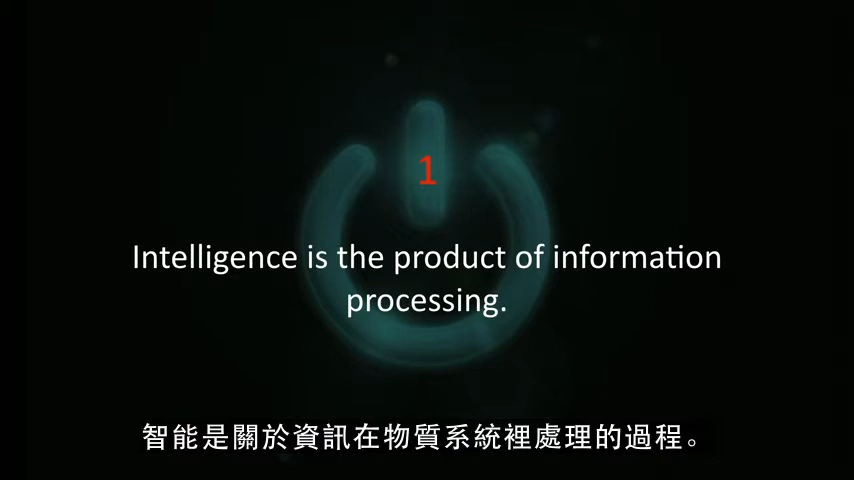 1
Intelligence is the product of information
processing.
智能是關於資訊在物質系統裡處理的過程。